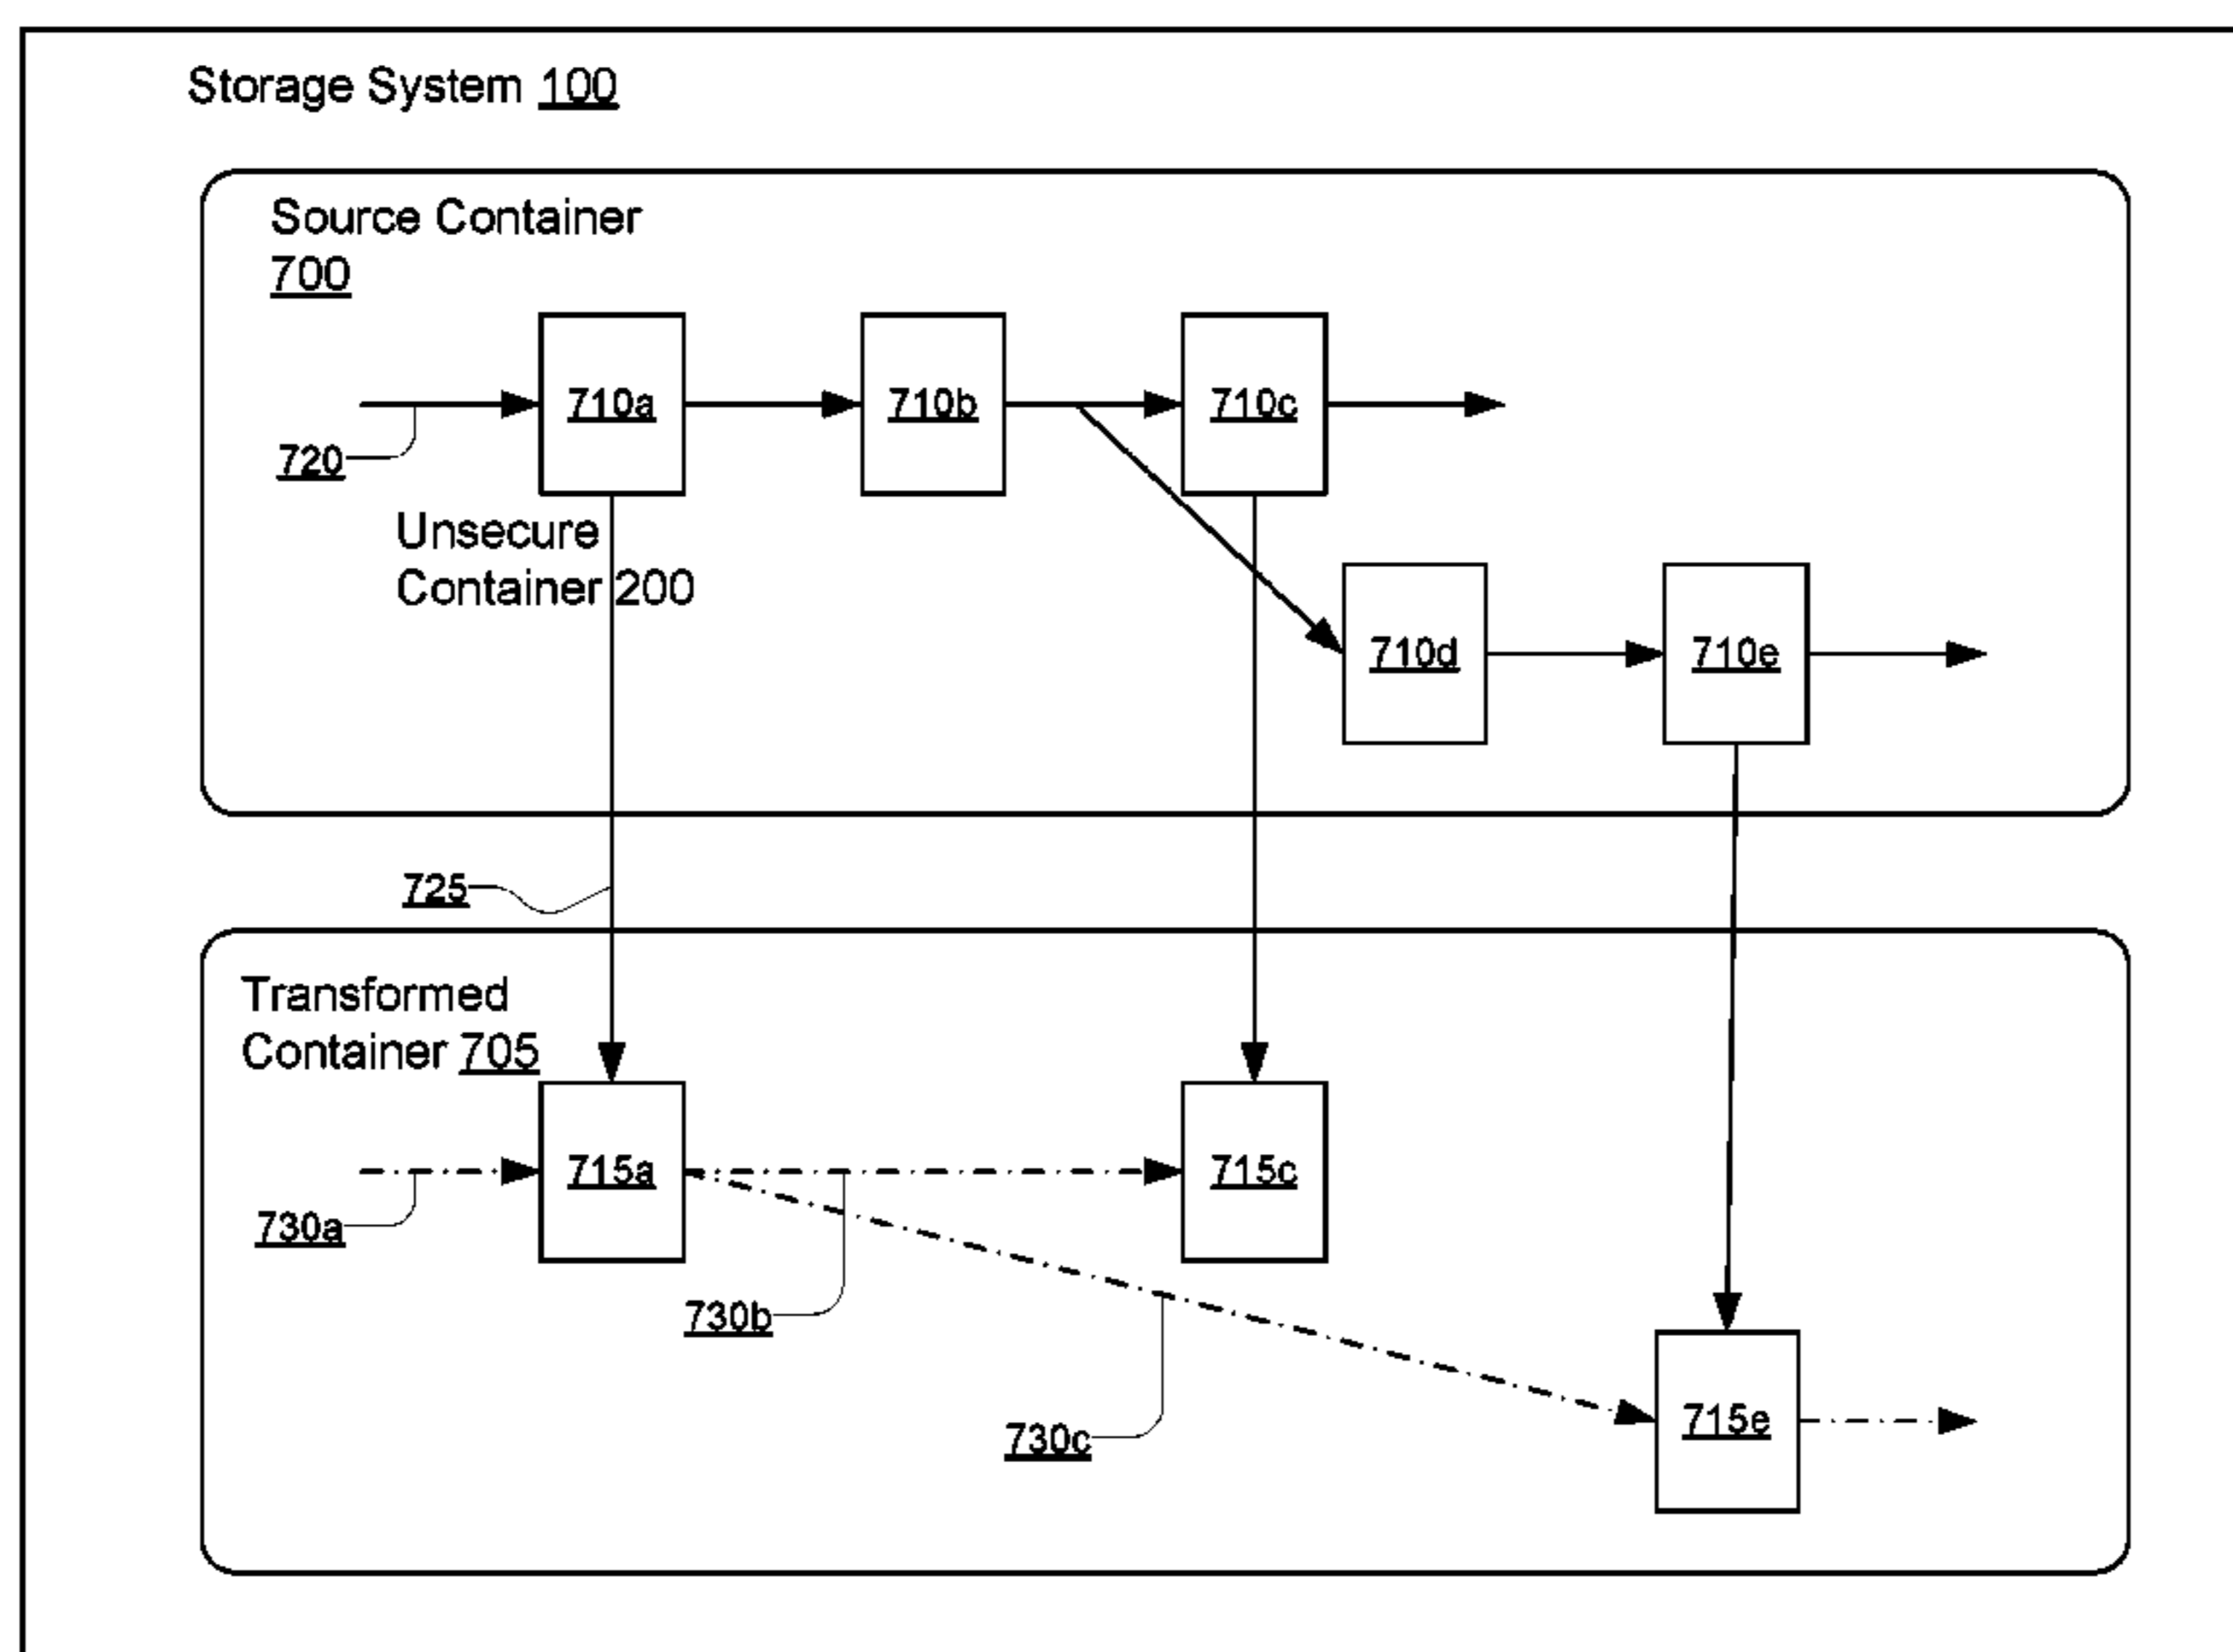 Storage System 100
Source Container
700
710a
710b
710c
720
Unsecure
Container 200
710d
710e
725
Transformed
Container 705
715a
715c
730a
730b
730c
715e